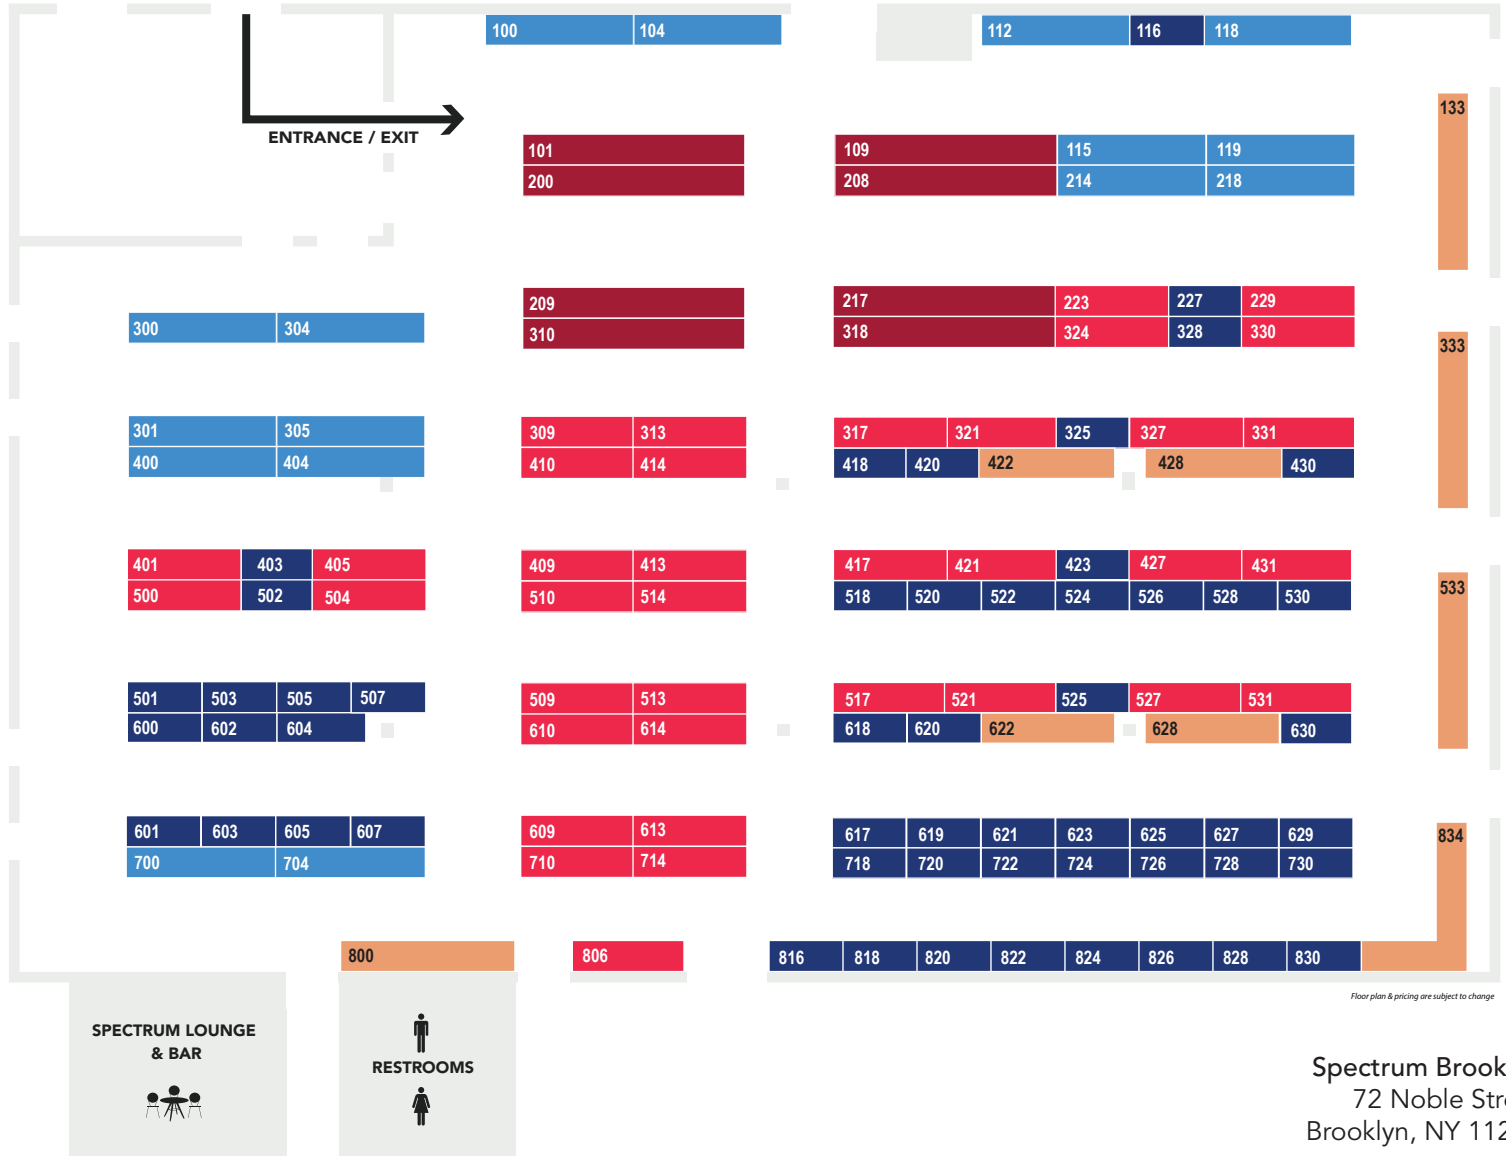 100 104 112 116 118
133
ENTRANCE / EXIT
101 109 115 119
200 208 214 218
209 217 223 227 229
300 304 310 318 324 328 330
333
301 305 309 313 317 321 325 327 331
400 404 410 414 418 420 422 428 430
401 403 405 409 413 417 421 423 427 431
500 502 504 510 514 518 520 522 524 526 528 530
533
501 503 505 507 509 513 517 521 525 527 531
600 602 604 610 614 618 620 622 628 630
601 603 605 607 609 613 617 619 621 623 625 627 629
834
700 704 710 714 718 720 722 724 726 728 730
800 806 816 818 820 822 824 826 828 830
Floor plan & pricing are subject to change
SPECTRUM LOUNGE
& BAR
RESTROOMS
Spectrum Brook
72 Noble Str
Brooklyn, NY 112